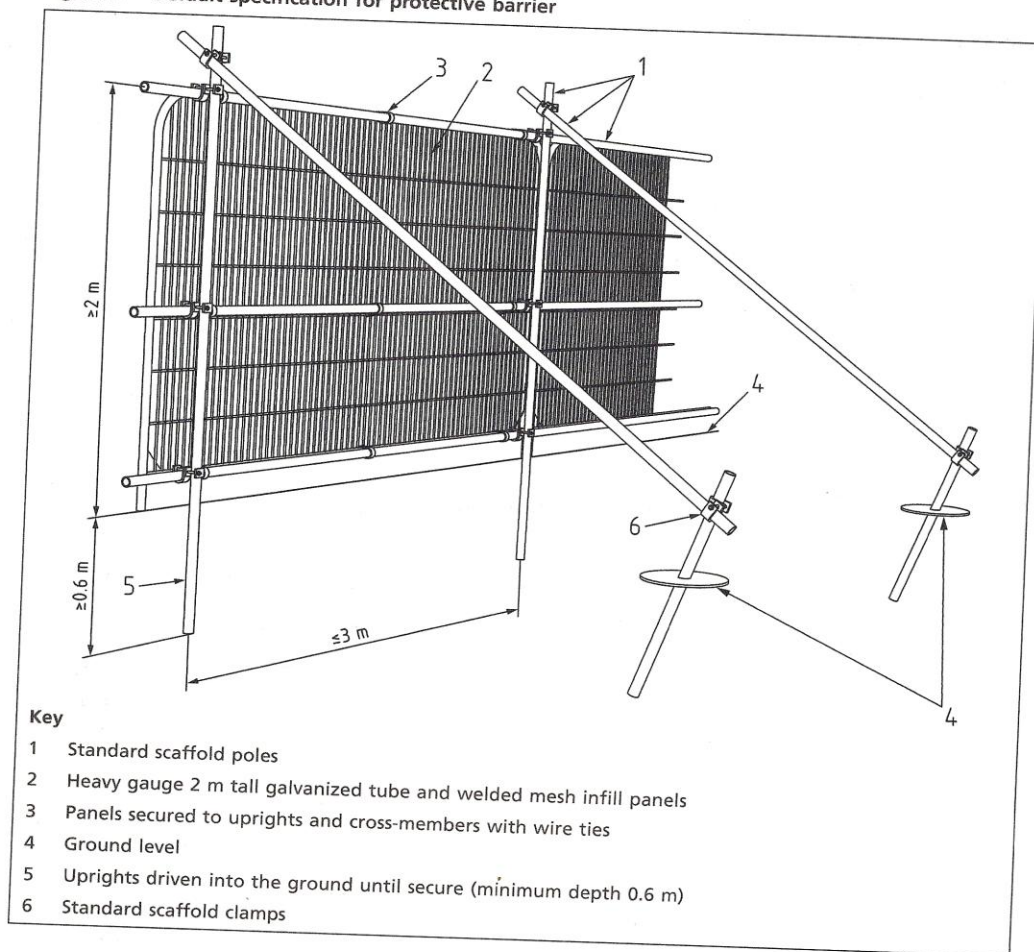 specification for protective barrier
3
2
1
≥2 m
4
6
≥0.6 m
5
≤3 m
4
Key
1 Standard scaffold poles
2 Heavy gauge 2 m tall galvanized tube and welded mesh infill panels
3 Panels secured to uprights and cross-members with wire ties
4 Ground level
5 Uprights driven into the ground until secure (minimum depth 0.6 m)
6 Standard scaffold clamps